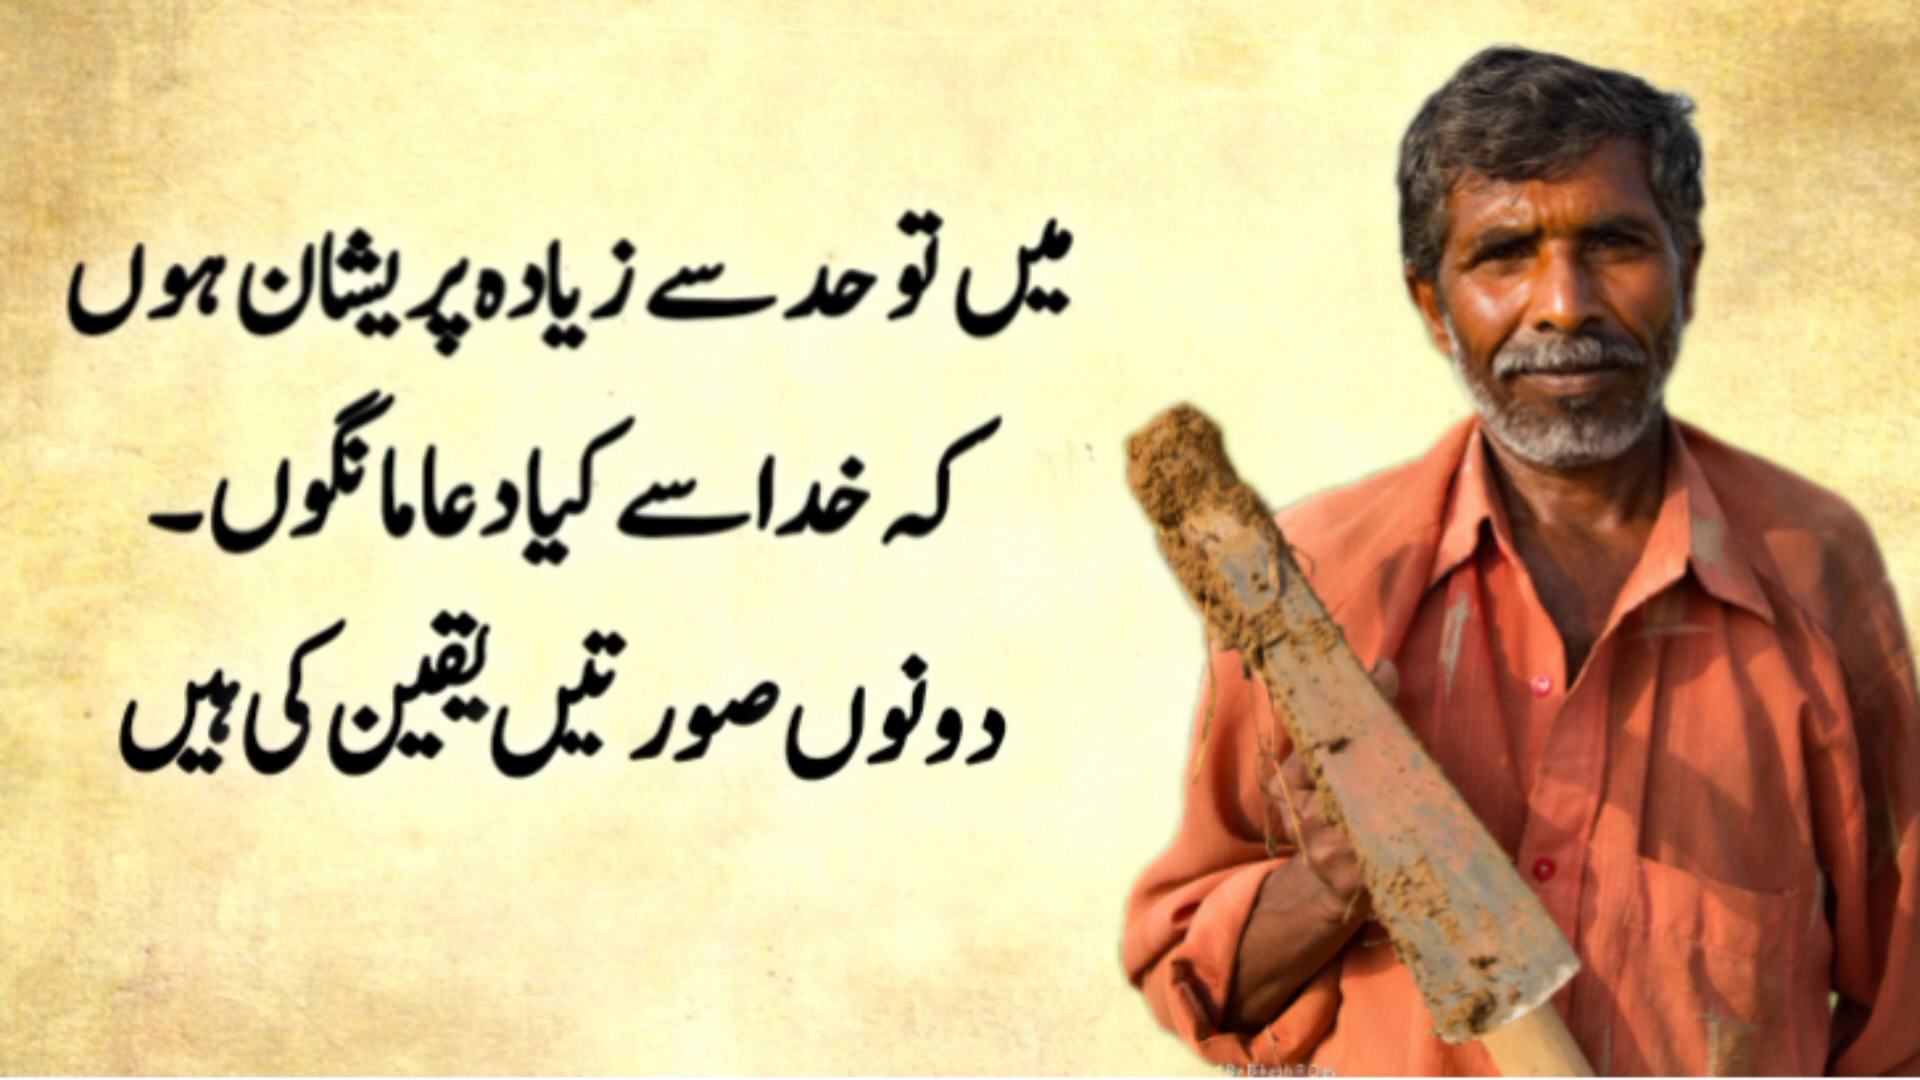 میں تو حد سے زیادہ پریشان ہوں
کہ خدا سے کیا دعا مانگوں۔
دونوں صورتیں یقین کی ہیں